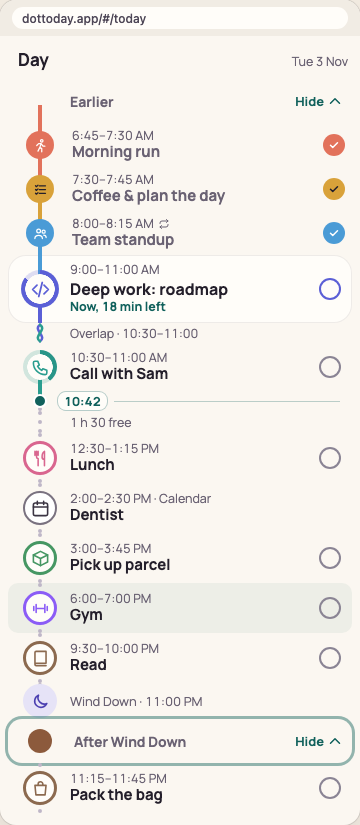 dottoday.app/#/today
Day
Tue 3 Nov
Earlier
Hide
6:45–7:30 AM
Morning run
7:30–7:45 AM
Coffee & plan the day
8:00–8:15 AM
Team standup
9:00–11:00 AM
Deep work: roadmap
Now, 18 min left
Overlap · 10:30–11:00
10:30–11:00 AM
Call with Sam
10:42
1 h 30 free
12:30–1:15 PM
Lunch
2:00–2:30 PM · Calendar
Dentist
3:00–3:45 PM
Pick up parcel
6:00–7:00 PM
Gym
9:30–10:00 PM
Read
Wind Down · 11:00 PM
After Wind Down
Hide
11:15–11:45 PM
Pack the bag